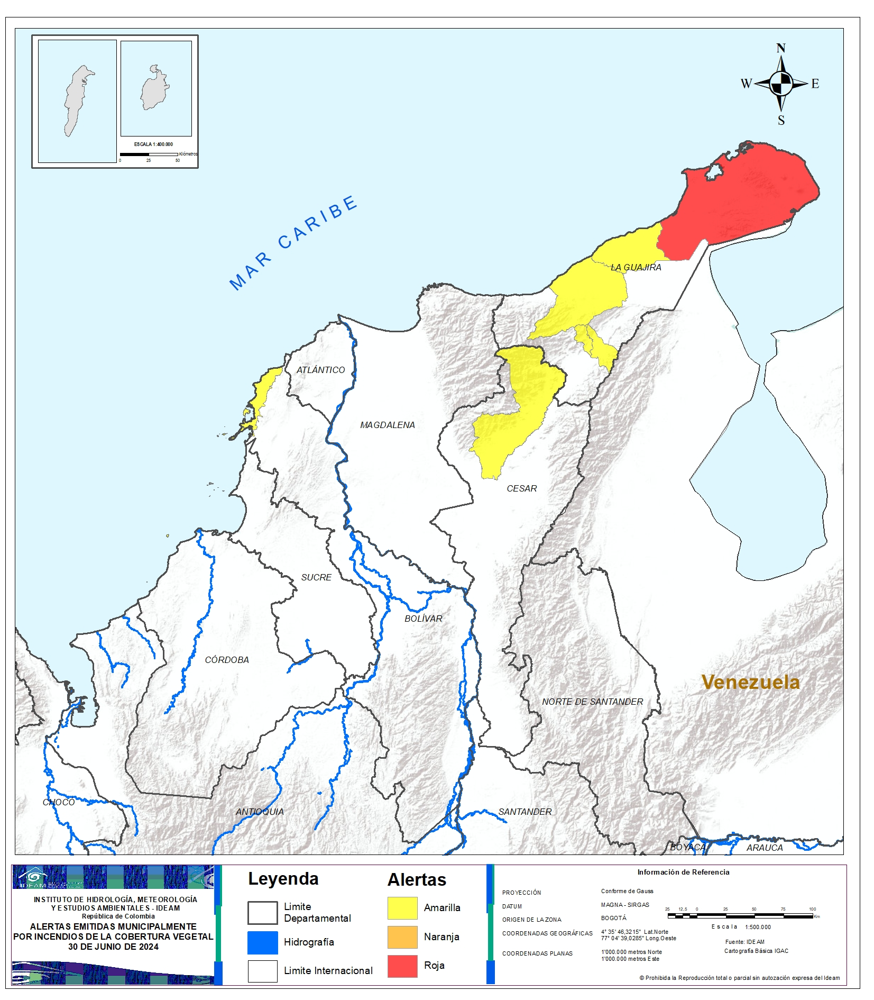 ESCALA 1:400.000
Kilómetros
0 25 50
N
W E
S
MAR CARIBE
LA GUAJIRA
ATLÁNTICO
MAGDALENA
CESAR
SUCRE
BOLÍVAR
CÓRDOBA
Venezuela
NORTE DE SANTANDER
CHOCÓ
ANTIOQUIA
SANTANDER
BOYACÁ
ARAUCA
IDEAM
INSTITUTO DE HIDROLOGÍA, METEOROLOGÍA
Y ESTUDIOS AMBIENTALES - IDEAM
República de Colombia
ALERTAS EMITIDAS MUNICIPALMENTE
POR INCENDIOS DE LA COBERTURA VEGETAL
30 DE JUNIO DE 2024
Leyenda
Limite
Departamental
Hidrografía
Limite Internacional
Alertas
Amarilla
Naranja
Roja
Información de Referencia
PROYECCIÓN Conforme de Gauss
DATUM MAGNA - SIRGAS
ORIGEN DE LA ZONA BOGOTÁ
COORDENADAS GEOGRÁFICAS 4° 35' 46,3215" Lat.Norte
77° 04' 39,0285" Long.Oeste
COORDENADAS PLANAS 1'000.000 metros Norte
1'000.000 metros Este
25 12,5 0 25 50 75 100
Km
Escala 1:500.000
Fuente: IDEAM
Cartografía Básica IGAC
© Prohibida la Reproducción total o parcial sin autozación expresa del Ideam